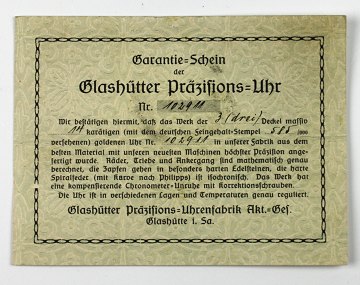 Garantie=Schein
der
Glashütter Präzisions=Uhr
Nr. 102911
Wir bestätigen hiermit, daß das Werk der 3 (drei) Deckel massiv
14 karätigen (mit dem deutschen Feingehalt=Stempel 585/000
versehenen) goldenen Uhr Nr. 102911 in unserer Fabrik aus dem
besten Material mit unseren neuesten Maschinen höchster Präzision ange=
fertigt wurde. Räder, Triebe und Ankergang sind mathematisch genau
berechnet, die Zapfen gehen in besonders harten Edelsteinen, die harte
Spiralfeder (mit Kurve nach Philipps) ist isochronisch. Das Werk hat
eine kompensierende Chronometer=Unruhe mit Korrektionsschrauben.
Die Uhr ist in verschiedenen Lagen und Temperaturen genau reguliert.
Glashütter Präzisions=Uhrenfabrik Akt.=Ges.
Glashütte i. Sa.